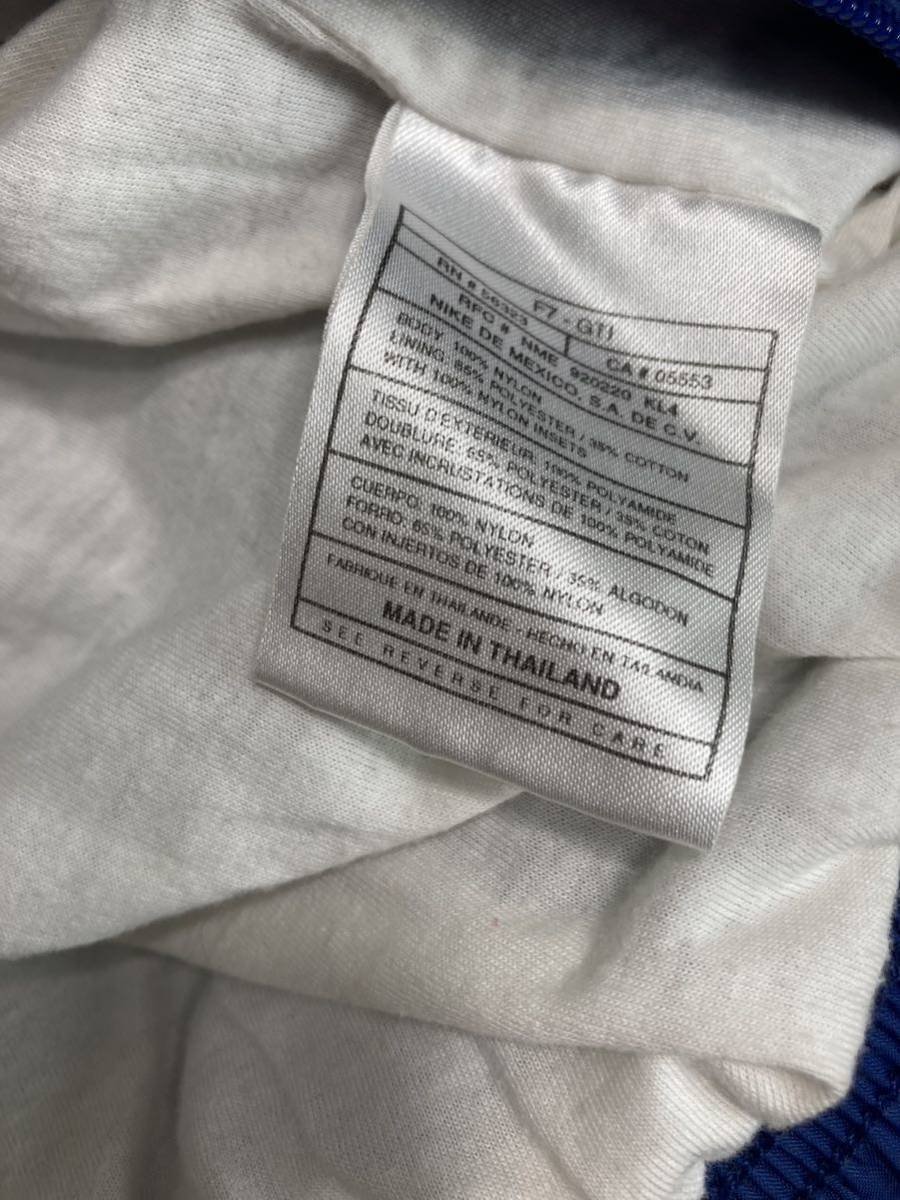 F7 - GTI
RN # 56323 CA # 05553
RFC # NME 920220 KL4
NIKE DE MEXICO, S.A. DE C.V.
BODY: 100% NYLON
LINING: 65% POLYESTER / 35% COTTON
WITH 100% NYLON INSETS
TISSU D'EXTERIEUR: 100% POLYAMIDE
DOUBLURE: 65% POLYESTER / 35% COTON
AVEC INCRUSTATIONS DE 100% POLYAMIDE
CUERPO: 100% NYLON
FORRO: 65% POLYESTER / 35% ALGODON
CON INJERTOS DE 100% NYLON
FABRIQUE EN THAILANDE - HECHO EN TAILANDIA
MADE IN THAILAND
SEE REVERSE FOR CARE